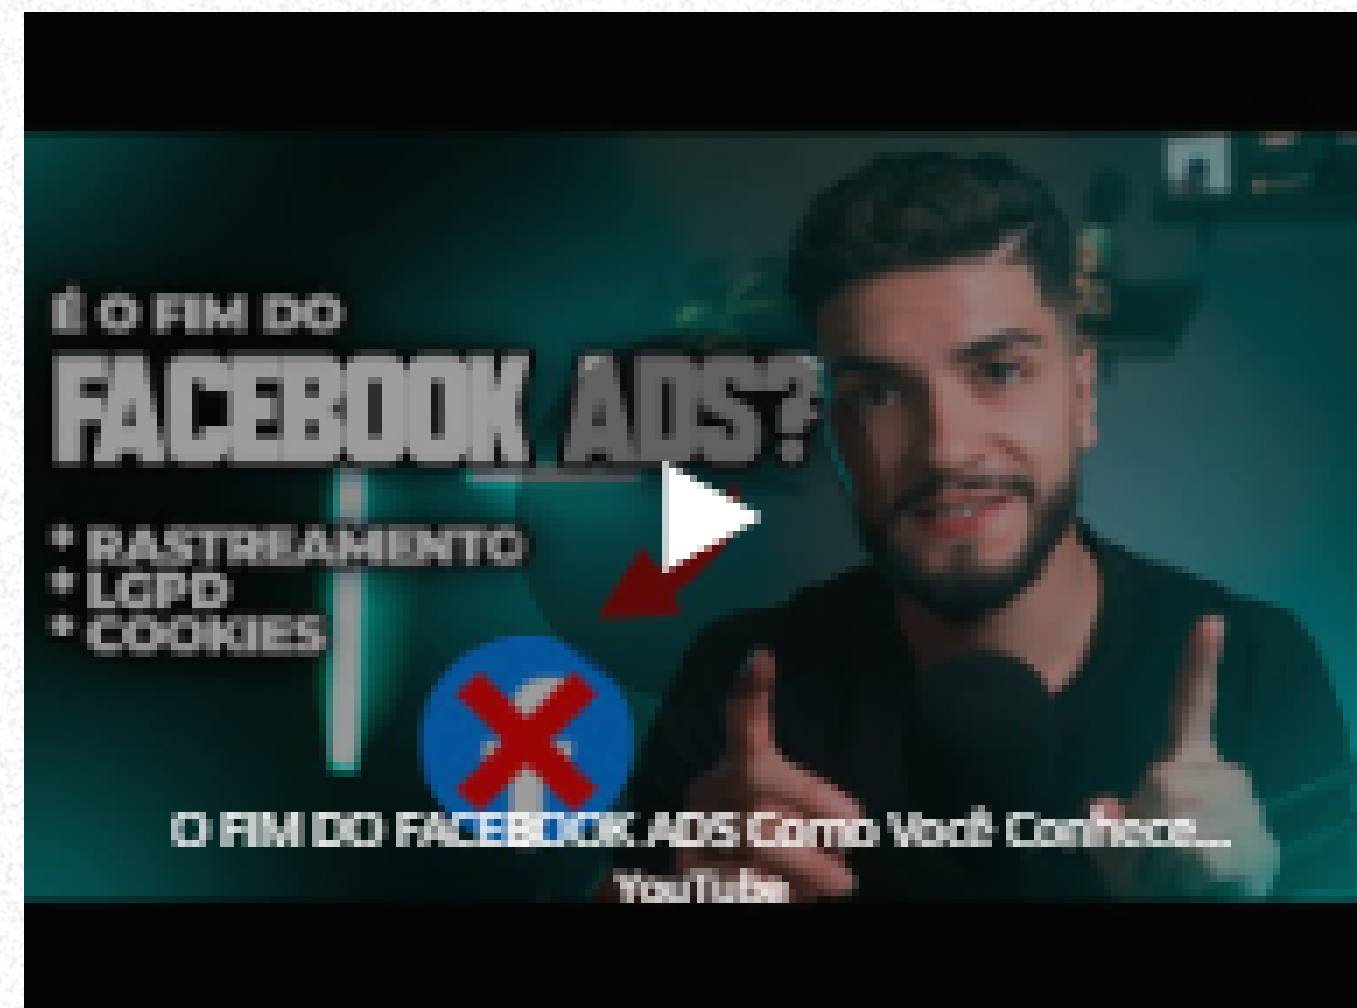 É O FIM DO
FACEBOOK ADS?
* RASTREAMENTO
* LGPD
* COOKIES
O FIM DO FACEBOOK ADS Como Você Conhece...
YouTube